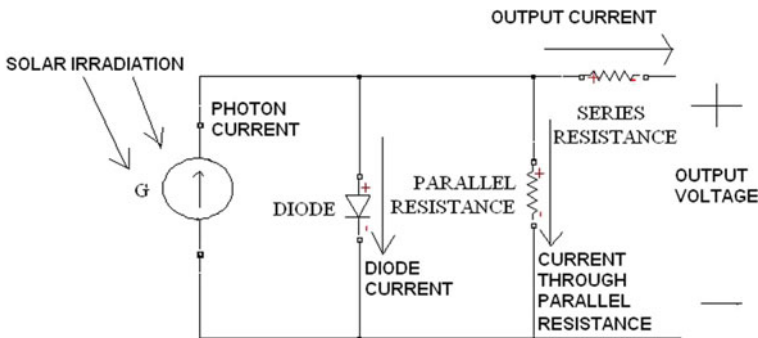 OUTPUT CURRENT
SOLAR IRRADIATION
PHOTON
CURRENT
+ -
SERIES
RESISTANCE
+
G
DIODE
+
-
PARALLEL
RESISTANCE
+
-
OUTPUT
VOLTAGE
DIODE
CURRENT
CURRENT
THROUGH
PARALLEL
RESISTANCE
—